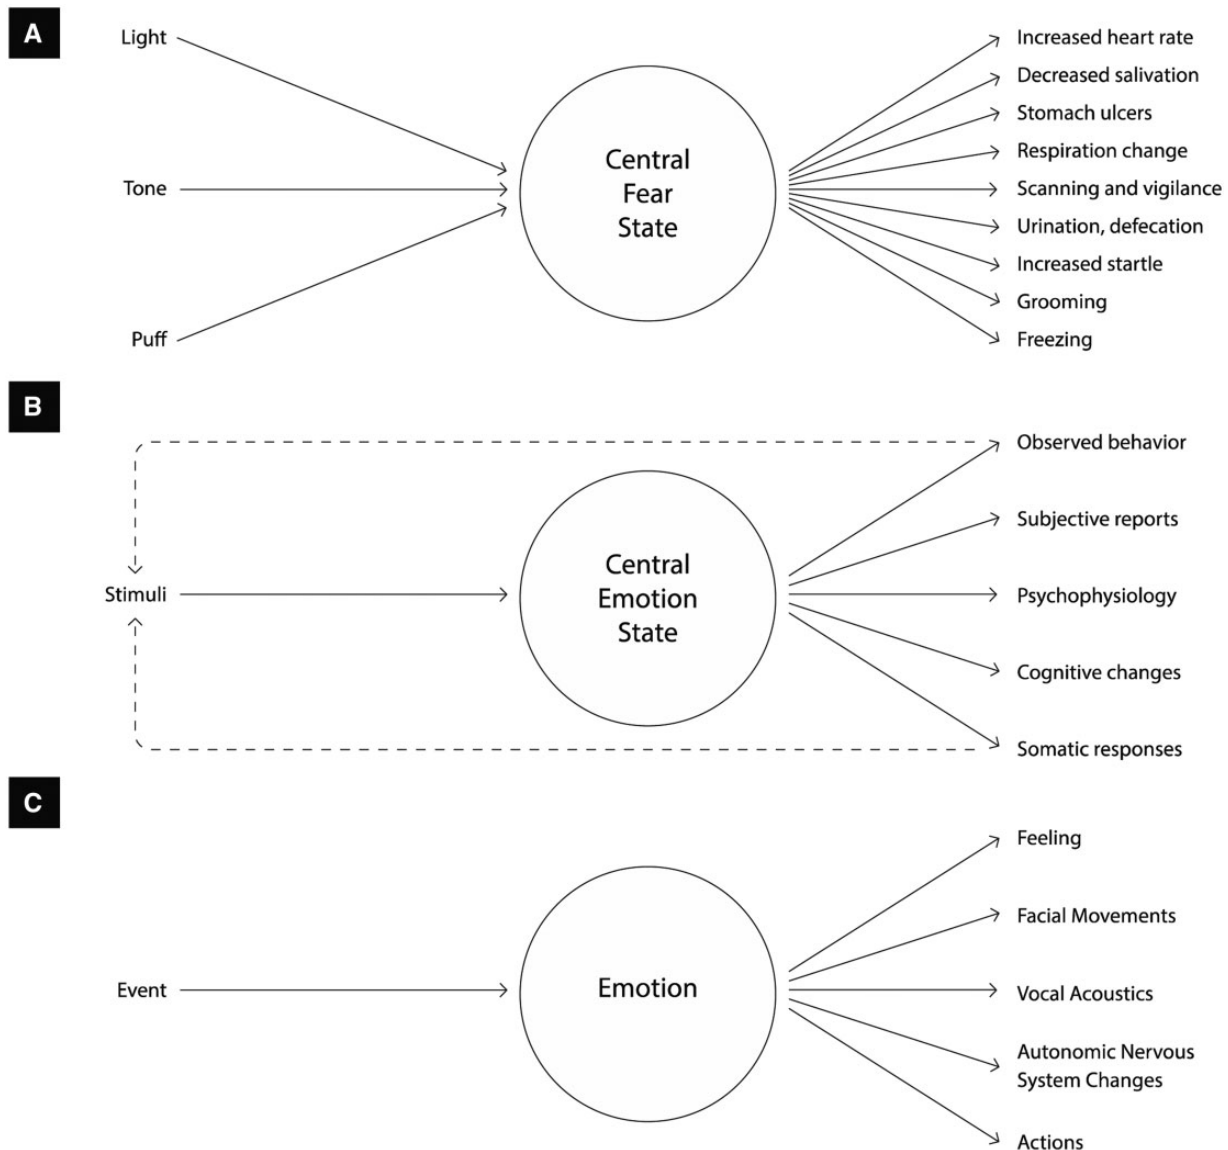 A
Light
Tone
Puff
Central
Fear
State
Increased heart rate
Decreased salivation
Stomach ulcers
Respiration change
Scanning and vigilance
Urination, defecation
Increased startle
Grooming
Freezing
B
Stimuli
Central
Emotion
State
Observed behavior
Subjective reports
Psychophysiology
Cognitive changes
Somatic responses
C
Event
Emotion
Feeling
Facial Movements
Vocal Acoustics
Autonomic Nervous
System Changes
Actions